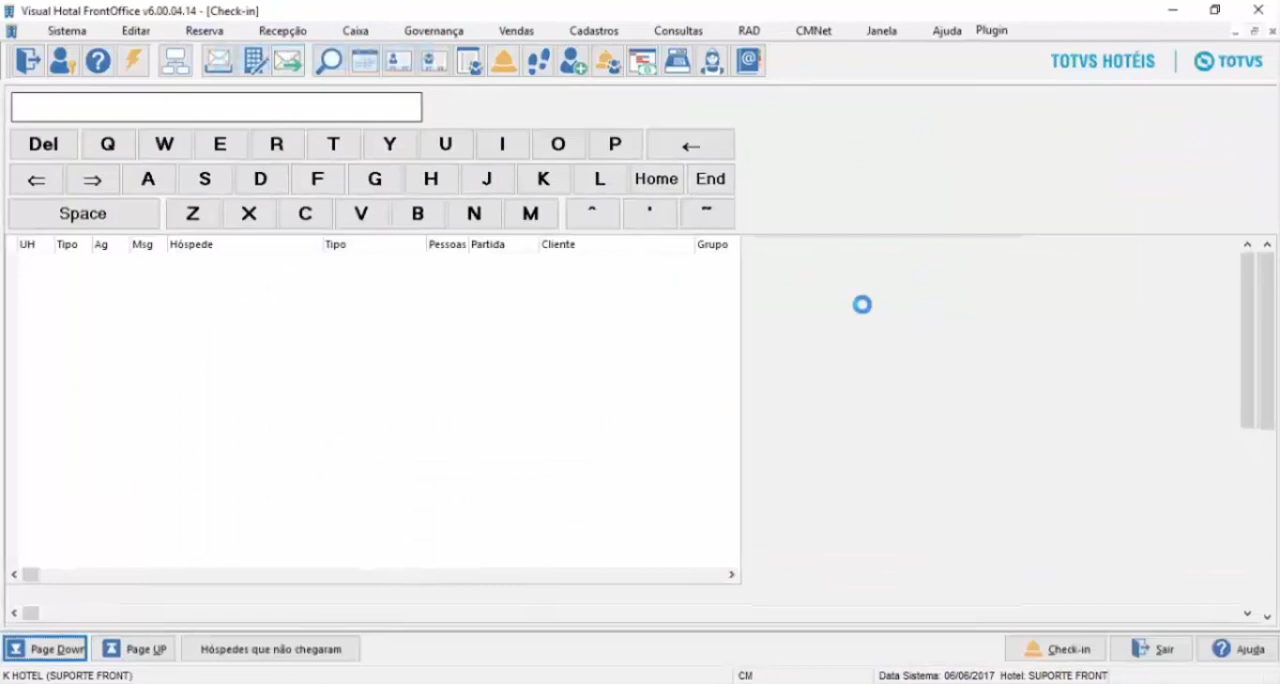 Visual Hotal FrontOffice v6.00.04.14 - [Check-in]
Sistema Editar Reserva Recepção Caixa Governança Vendas Cadastros Consultas RAD CMNet Janela Ajuda Plugin
TOTVS HOTÉIS TOTVS
Del Q W E R T Y U I O P ←
⇐ ⇒ A S D F G H J K L Home End
Space Z X C V B N M ^ ' ~
UH Tipo Ag Msg Hóspede Tipo Pessoas Partida Cliente Grupo
Page Down Page UP Hóspedes que não chegaram Check-in Sair Ajuda
K HOTEL (SUPORTE FRONT) CM Data Sistema: 06/06/2017 Hotel: SUPORTE FRONT